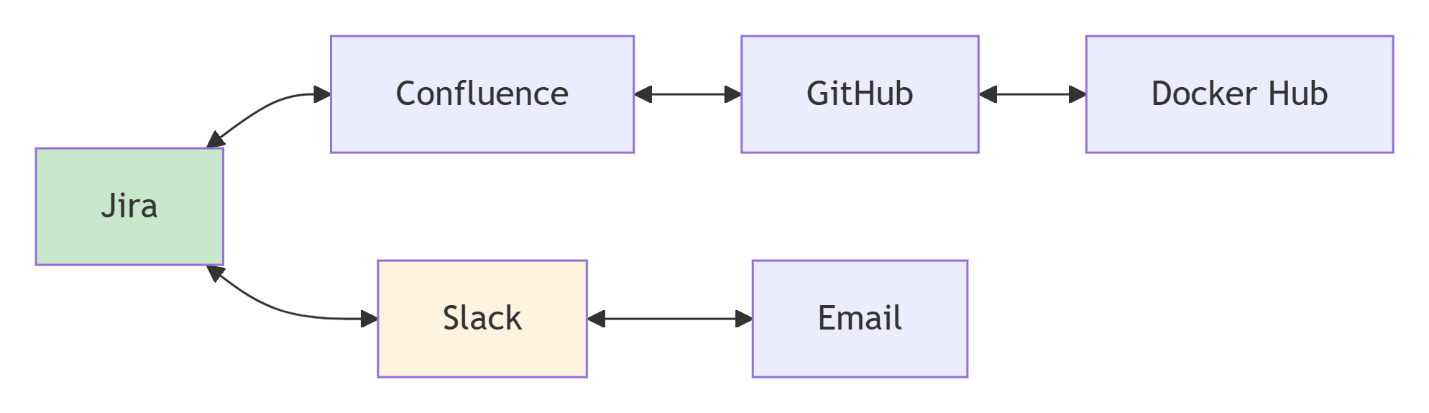 Confluence
GitHub
Docker Hub
Jira
Slack
Email